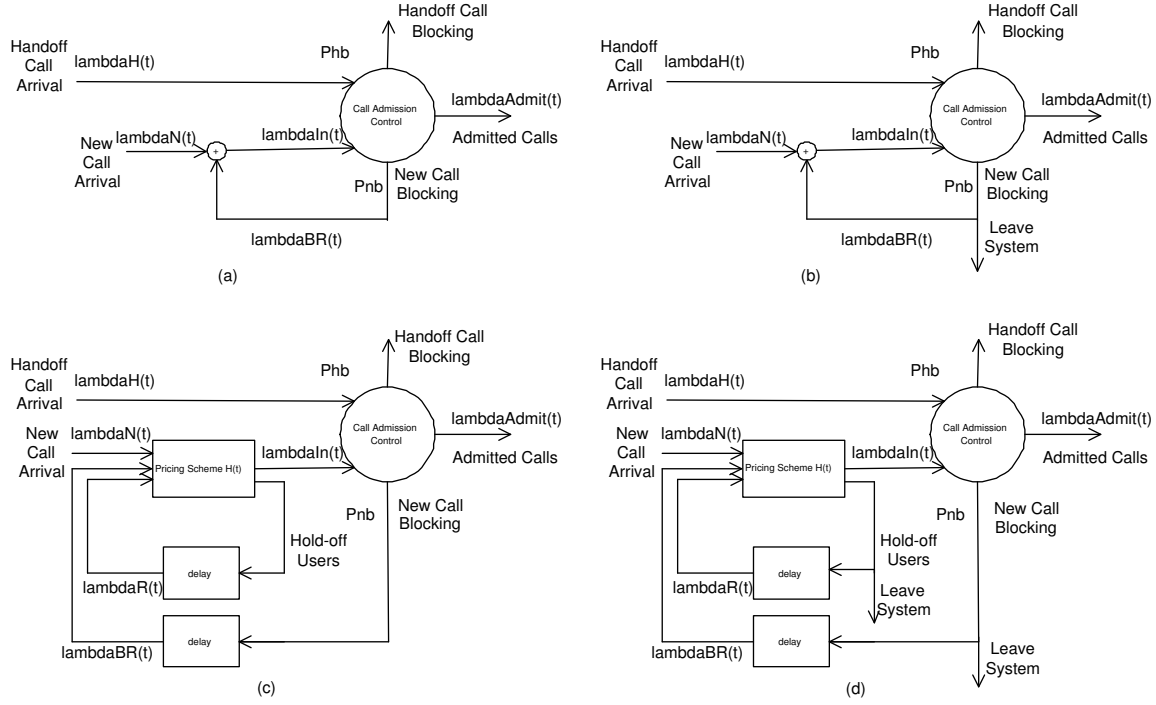 Handoff Call
Blocking
Phb
Handoff
Call
Arrival
lambdaH(t)
Call Admission
Control
lambdaAdmit(t)
Admitted Calls
New
Call
Arrival
lambdaN(t)
+
lambdaIn(t)
Pnb
New Call
Blocking
lambdaBR(t)
(a)
Handoff Call
Blocking
Phb
Handoff
Call
Arrival
lambdaH(t)
Call Admission
Control
lambdaAdmit(t)
Admitted Calls
New
Call
Arrival
lambdaN(t)
+
lambdaIn(t)
Pnb
New Call
Blocking
lambdaBR(t)
Leave
System
(b)
Handoff Call
Blocking
Phb
Handoff
Call
Arrival
lambdaH(t)
Call Admission
Control
lambdaAdmit(t)
Admitted Calls
New
Call
Arrival
lambdaN(t)
Pricing Scheme H(t)
lambdaIn(t)
Pnb
New Call
Blocking
Hold-off
Users
delay
lambdaR(t)
delay
lambdaBR(t)
(c)
Handoff Call
Blocking
Phb
Handoff
Call
Arrival
lambdaH(t)
Call Admission
Control
lambdaAdmit(t)
Admitted Calls
New
Call
Arrival
lambdaN(t)
Pricing Scheme H(t)
lambdaIn(t)
Pnb
New Call
Blocking
Hold-off
Users
delay
lambdaR(t)
Leave
System
delay
lambdaBR(t)
Leave
System
(d)